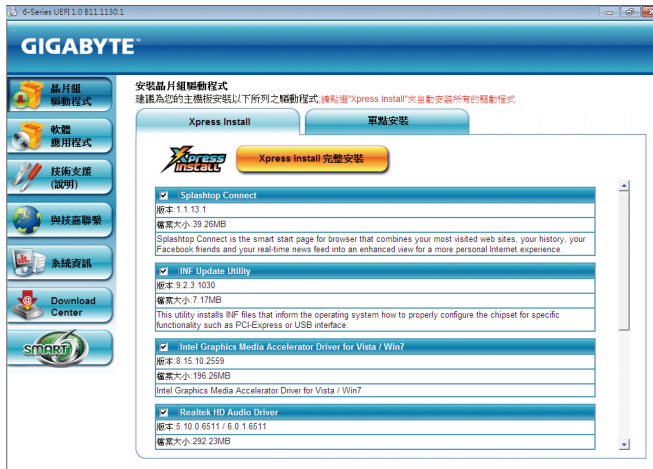 6-Series UEFI 1.0 B11.1130.1
GIGABYTE™
晶片組
驅動程式
軟體
應用程式
技術支援
(說明)
與技嘉聯繫
系統資訊
Download
Center
SMART
安裝晶片組驅動程式
建議為您的主機板安裝以下所列之驅動程式,請點選"Xpress Install"來自動安裝所有的驅動程式
Xpress Install
單點安裝
Xpress
Install
Xpress Install 完整安裝
Splashtop Connect
版本:1.1.13.1
檔案大小:39.26MB
Splashtop Connect is the smart start page for browser that combines your most visited web sites, your history, your
Facebook friends and your real-time news feed into an enhanced view for a more personal Internet experience.
INF Update Utility
版本:9.2.3.1030
檔案大小:7.17MB
This utility installs INF files that inform the operating system how to properly configure the chipset for specific
functionality such as PCI-Express or USB interface.
Intel Graphics Media Accelerator Driver for Vista / Win7
版本:8.15.10.2559
檔案大小:196.26MB
Intel Graphics Media Accelerator Driver for Vista / Win7
Realtek HD Audio Driver
版本:5.10.0.6511 / 6.0.1.6511
檔案大小:292.23MB